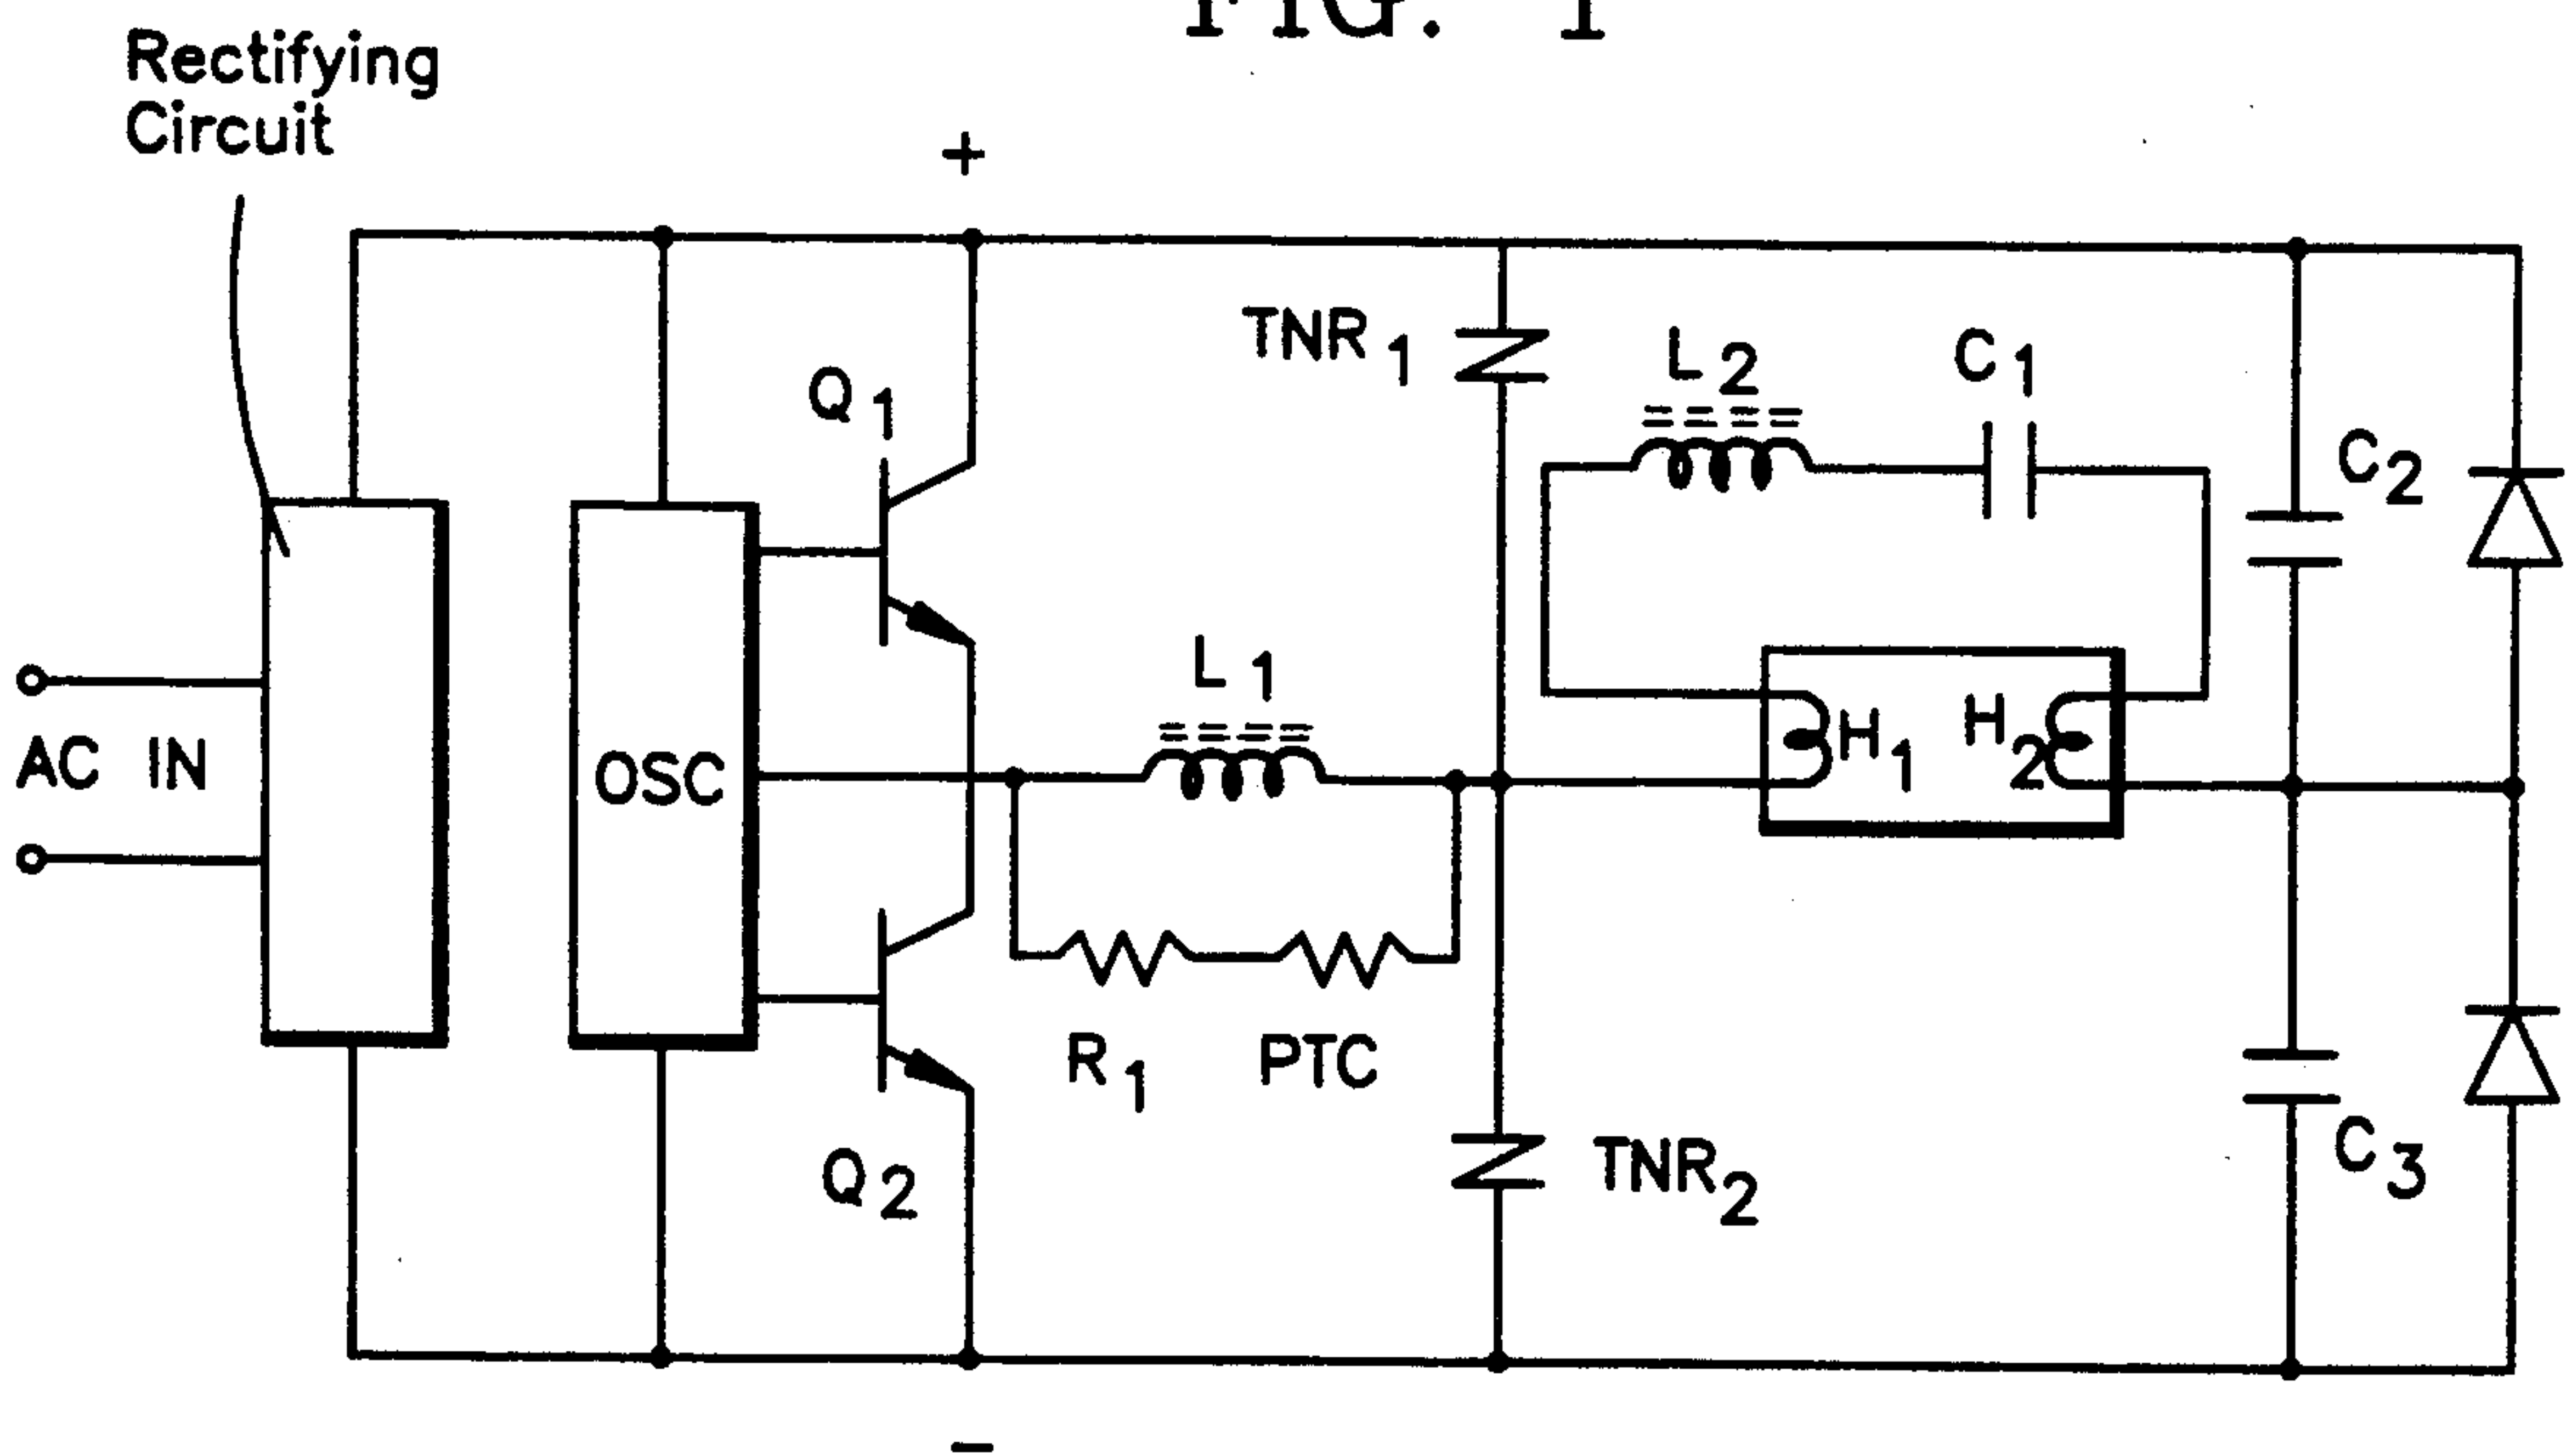 FIG. 1
Rectifying
Circuit
+
Q1
TNR1
L2
C1
C2
L1
H1
H2
AC IN
OSC
R1
PTC
Q2
TNR2
C3
-